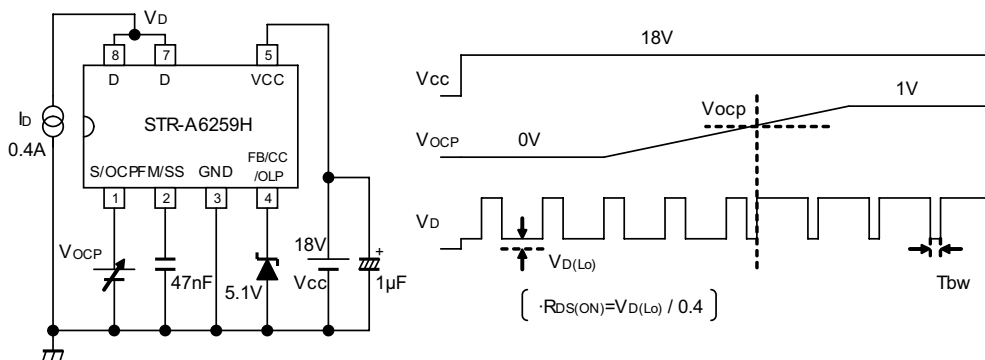 VD
8 7 5
D D VCC
ID
0.4A
STR-A6259H
S/OCP FM/SS GND FB/CC
/OLP
1 2 3 4
VOCP
47nF
5.1V
18V
Vcc
+
1μF
18V
Vcc
Vocp
1V
VOCP
0V
VD
VD(Lo)
Tbw
·RDS(ON)=VD(Lo) / 0.4